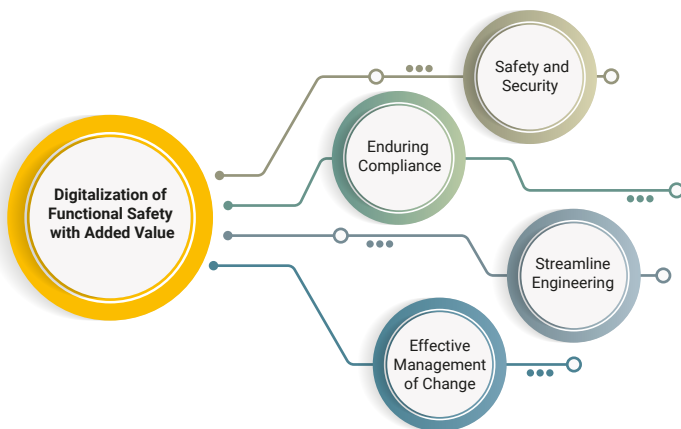 Digitalization of
Functional Safety
with Added Value
Safety and
Security
Enduring
Compliance
Streamline
Engineering
Effective
Management
of Change